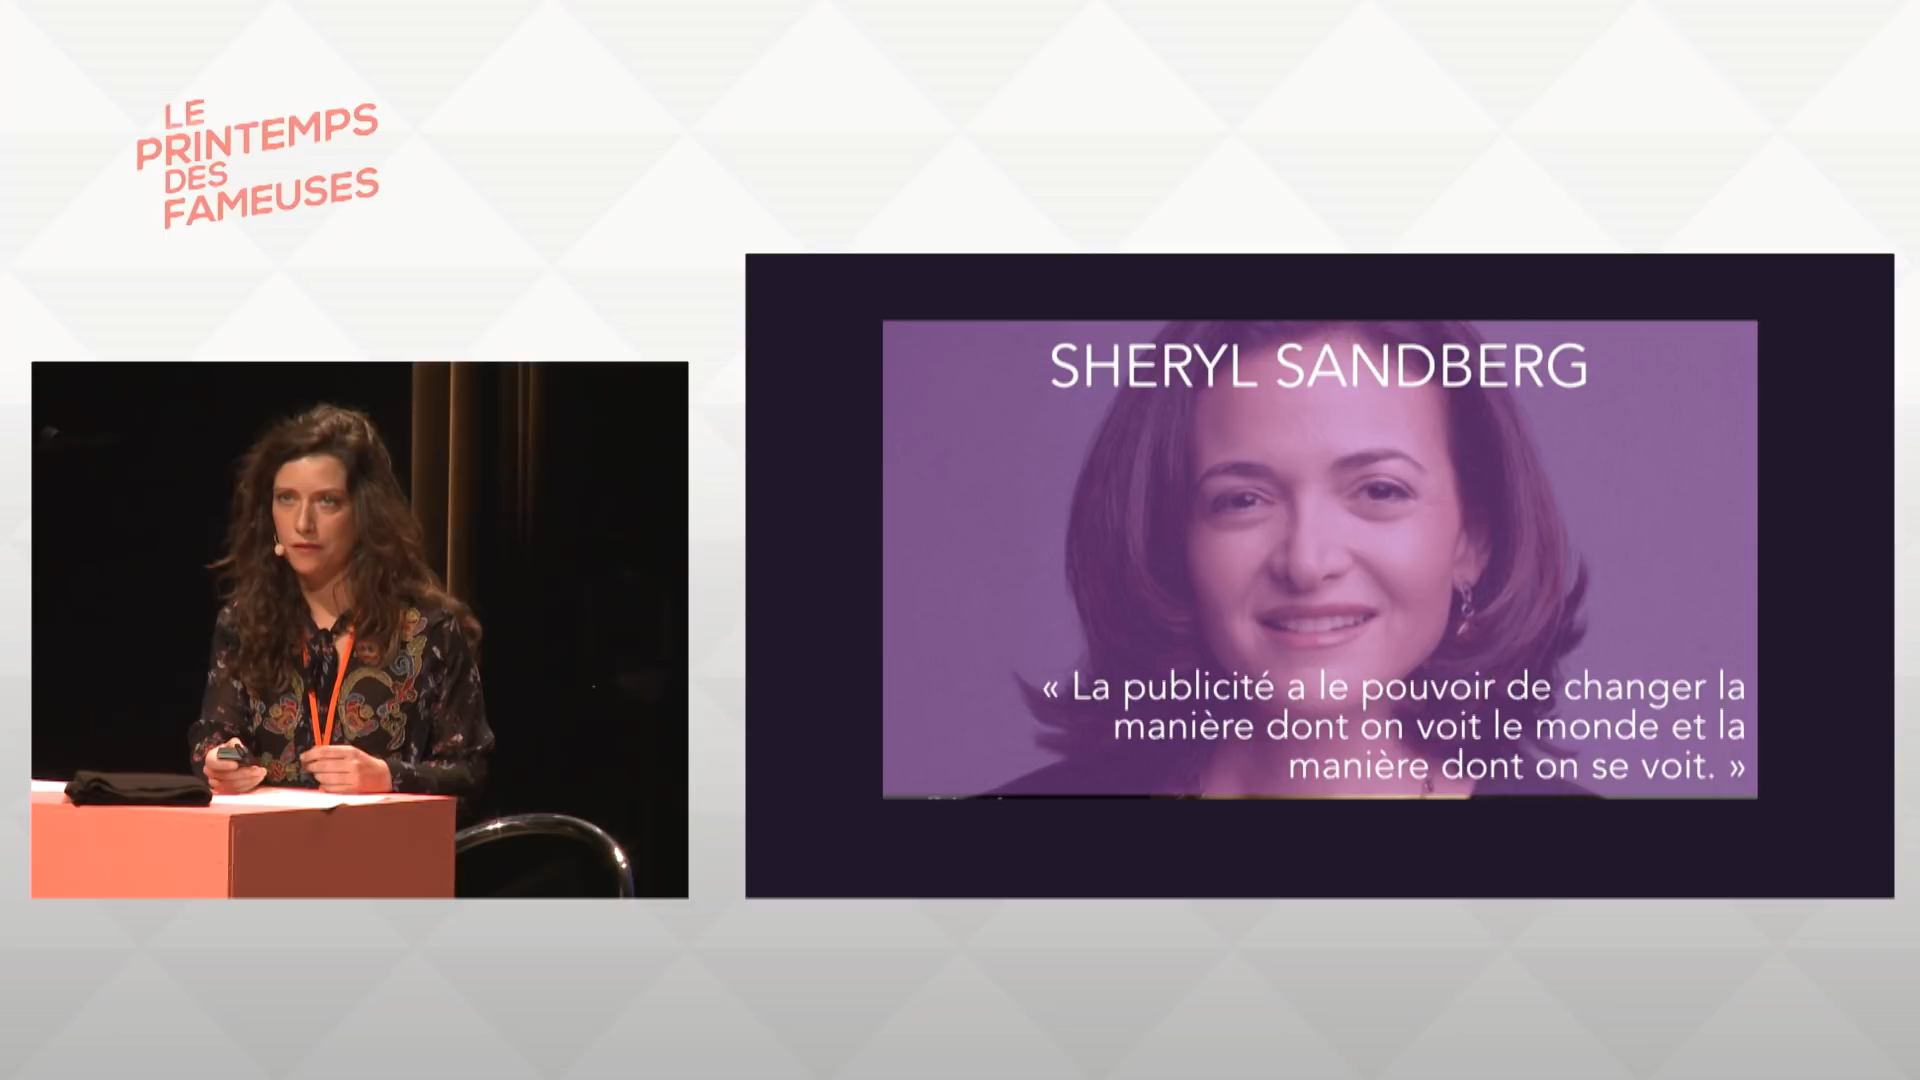 LE
PRINTEMPS
DES
FAMEUSES
SHERYL SANDBERG
« La publicité a le pouvoir de changer la
manière dont on voit le monde et la
manière dont on se voit. »